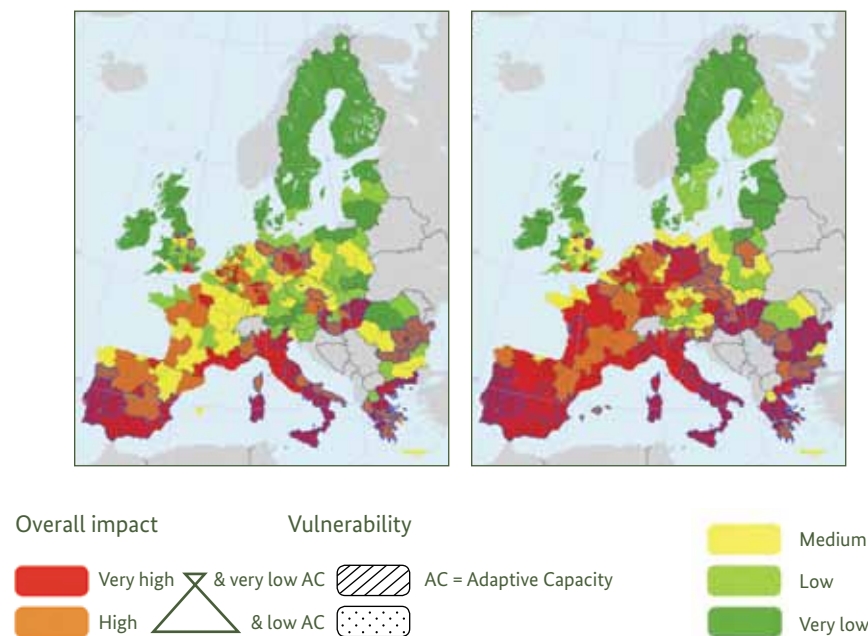 Overall impact
Vulnerability
Very high
& very low AC
AC = Adaptive Capacity
High
& low AC
Medium
Low
Very low